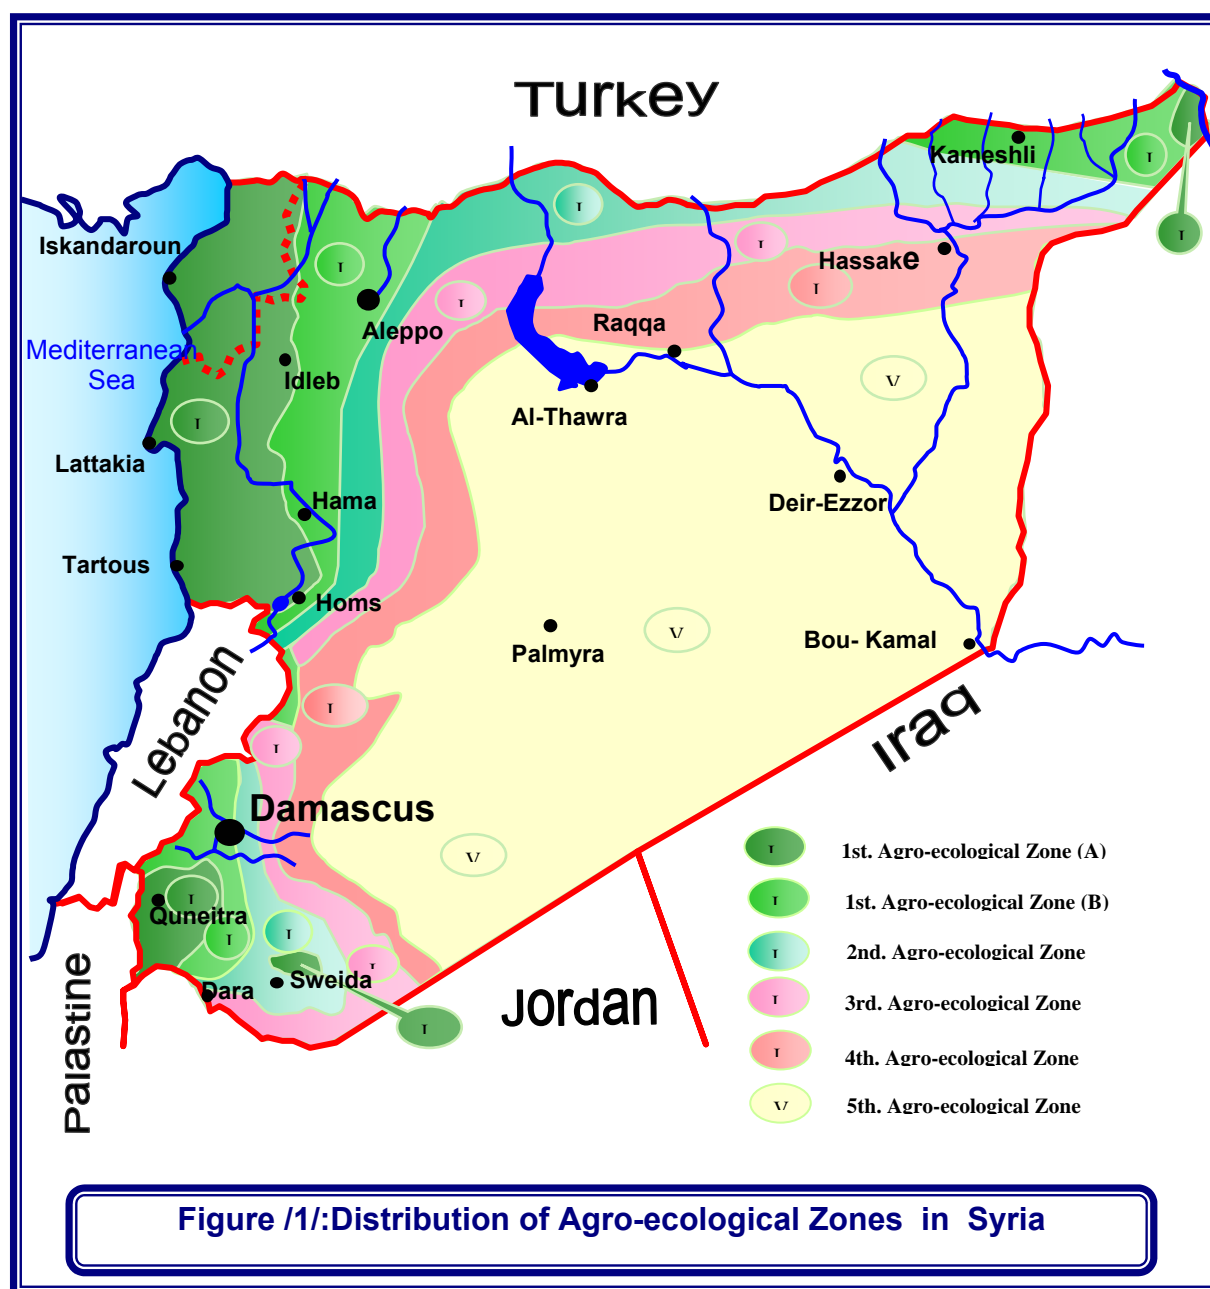 Turkey
Kameshli
I
I
I
Iskandaroun
I
I
Hassake
I
I
I
Aleppo
Raqqa
Mediterranean
Sea
Idleb
V
I
Al-Thawra
Lattakia
Hama
Deir-Ezzor
Tartous
Homs
V
Bou- Kamal
Palmyra
Lebanon
I
I
Iraq
Damascus
V
I
Quneitra
I
I
I
Sweida
Dara
I
Jordan
Palastine
I 1st. Agro-ecological Zone (A)
I 1st. Agro-ecological Zone (B)
I 2nd. Agro-ecological Zone
I 3rd. Agro-ecological Zone
I 4th. Agro-ecological Zone
V 5th. Agro-ecological Zone
Figure /1/:Distribution of Agro-ecological Zones in Syria